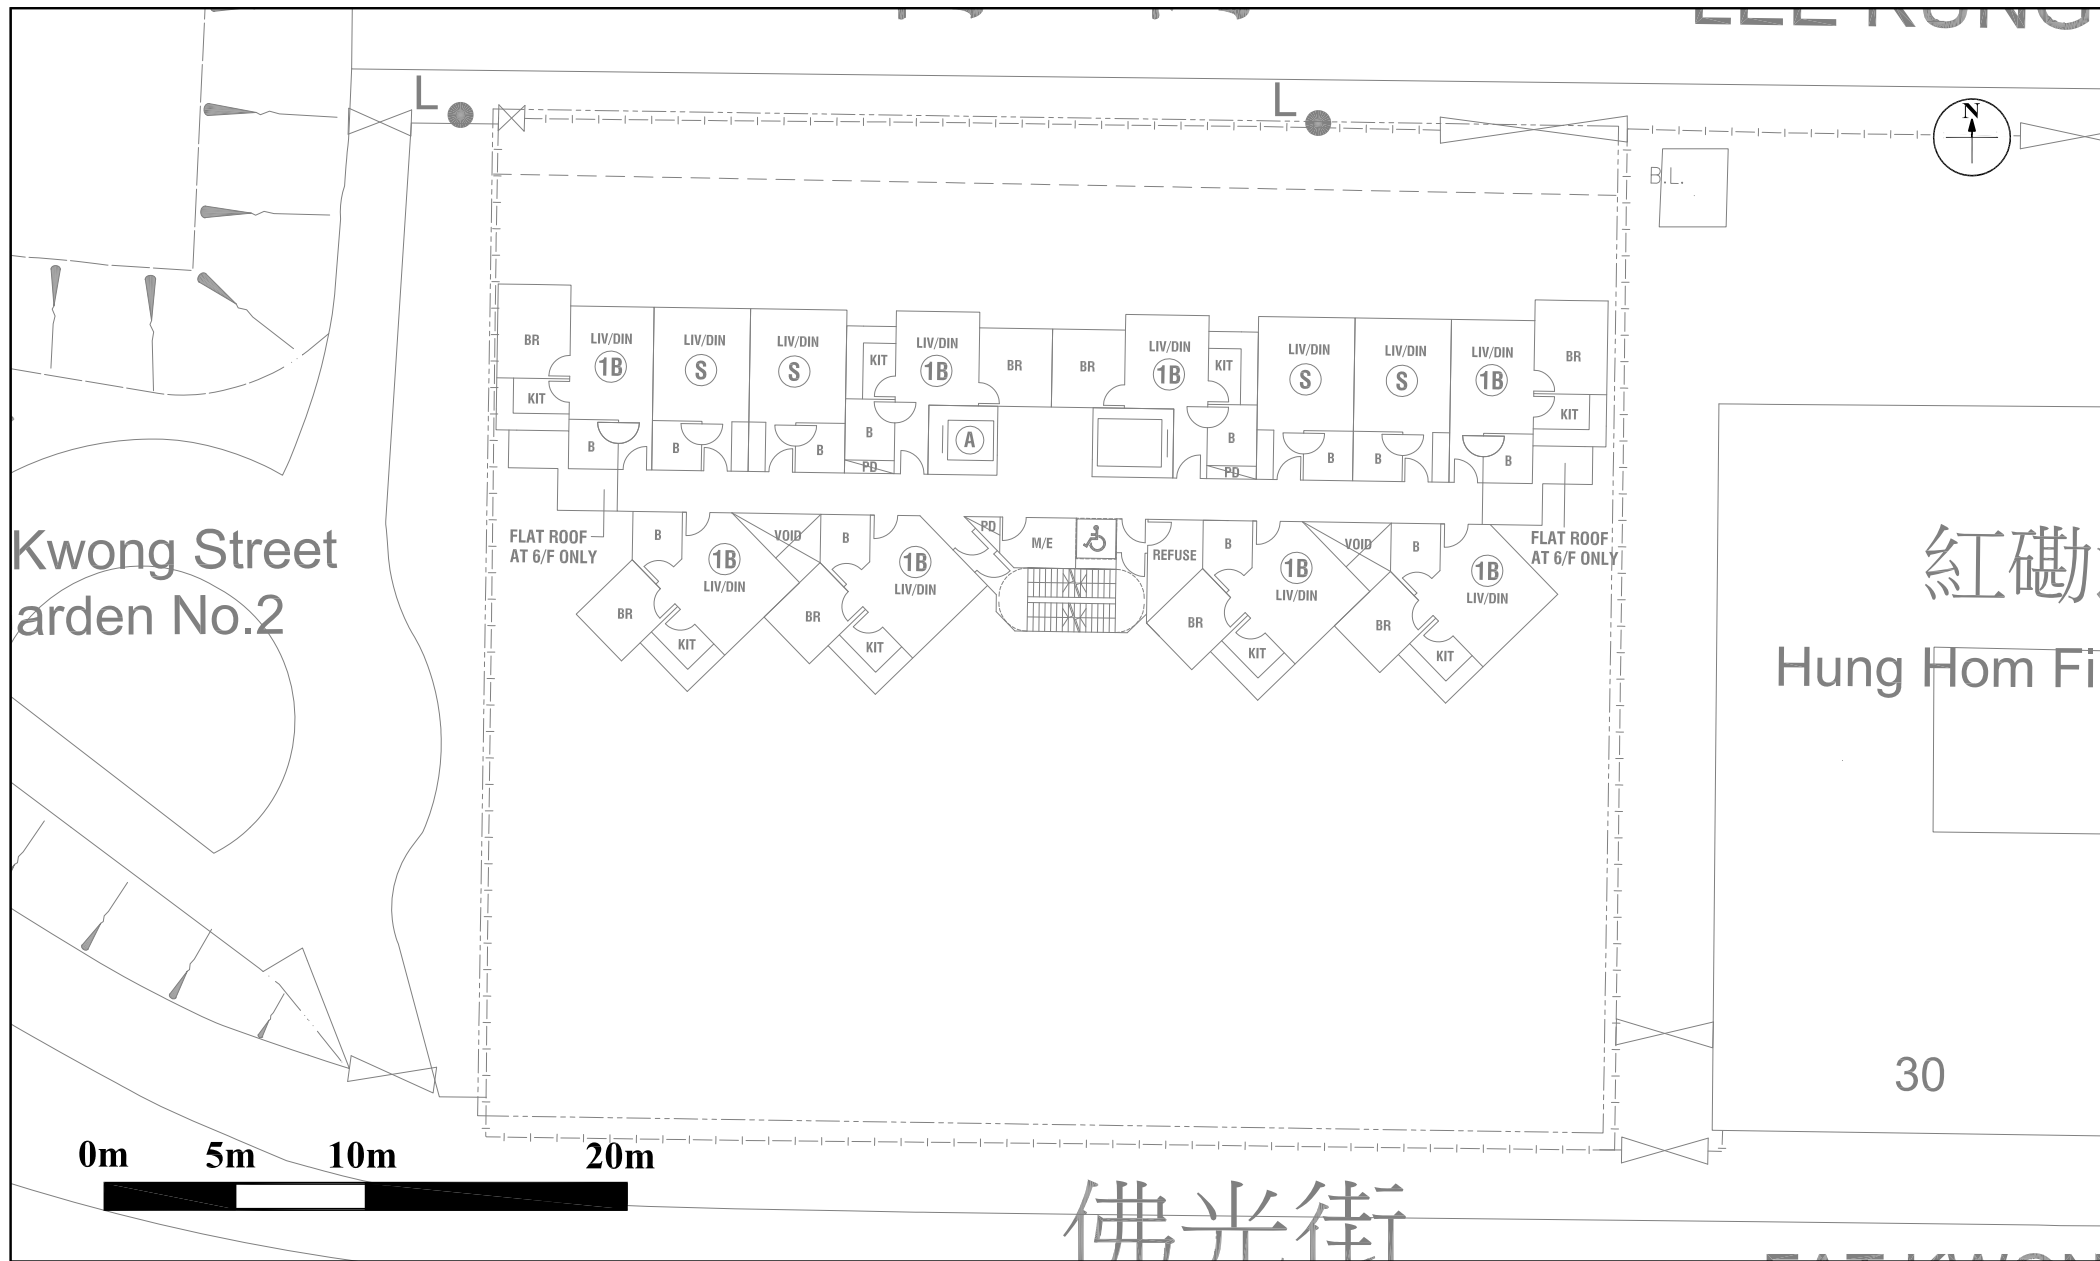 LEE KUNG
L
L
N
B.L.
BR
LIV/DIN
1B
KIT
B
LIV/DIN
S
B
LIV/DIN
S
B
KIT
LIV/DIN
1B
B
PD
BR
A
BR
LIV/DIN
1B
KIT
B
PD
LIV/DIN
S
B
LIV/DIN
S
B
LIV/DIN
1B
B
BR
KIT
FLAT ROOF
AT 6/F ONLY
B
1B
LIV/DIN
BR
KIT
VOID
B
1B
LIV/DIN
BR
KIT
PD
M/E
REFUSE
B
1B
LIV/DIN
BR
KIT
VOID
B
1B
LIV/DIN
BR
KIT
FLAT ROOF
AT 6/F ONLY
Kwong Street
arden No.2
紅磡
Hung Hom Fi
30
0m 5m 10m 20m
佛光街
FAT KWON